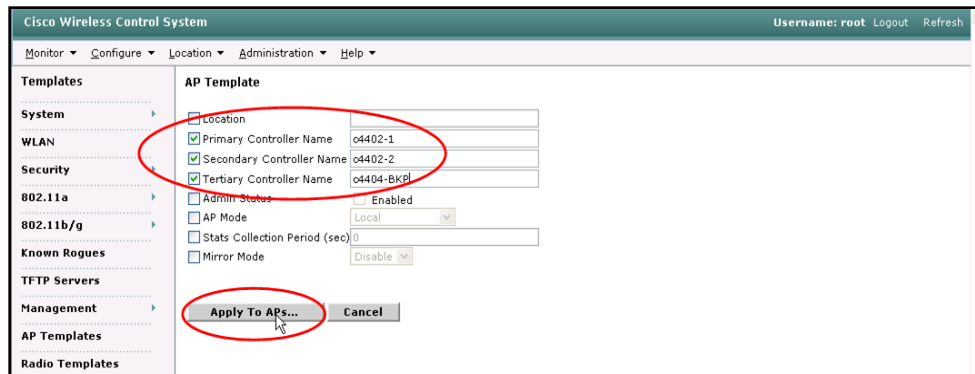 Cisco Wireless Control System
Username: root Logout Refresh
Monitor Configure Location Administration Help
Templates
System
WLAN
Security
802.11a
802.11b/g
Known Rogues
TFTP Servers
Management
AP Templates
Radio Templates
AP Template
Location
Primary Controller Name c4402-1
Secondary Controller Name c4402-2
Tertiary Controller Name c4404-BKP
Admin Status Enabled
AP Mode Local
Stats Collection Period (sec) 0
Mirror Mode Disable
Apply To APs... Cancel